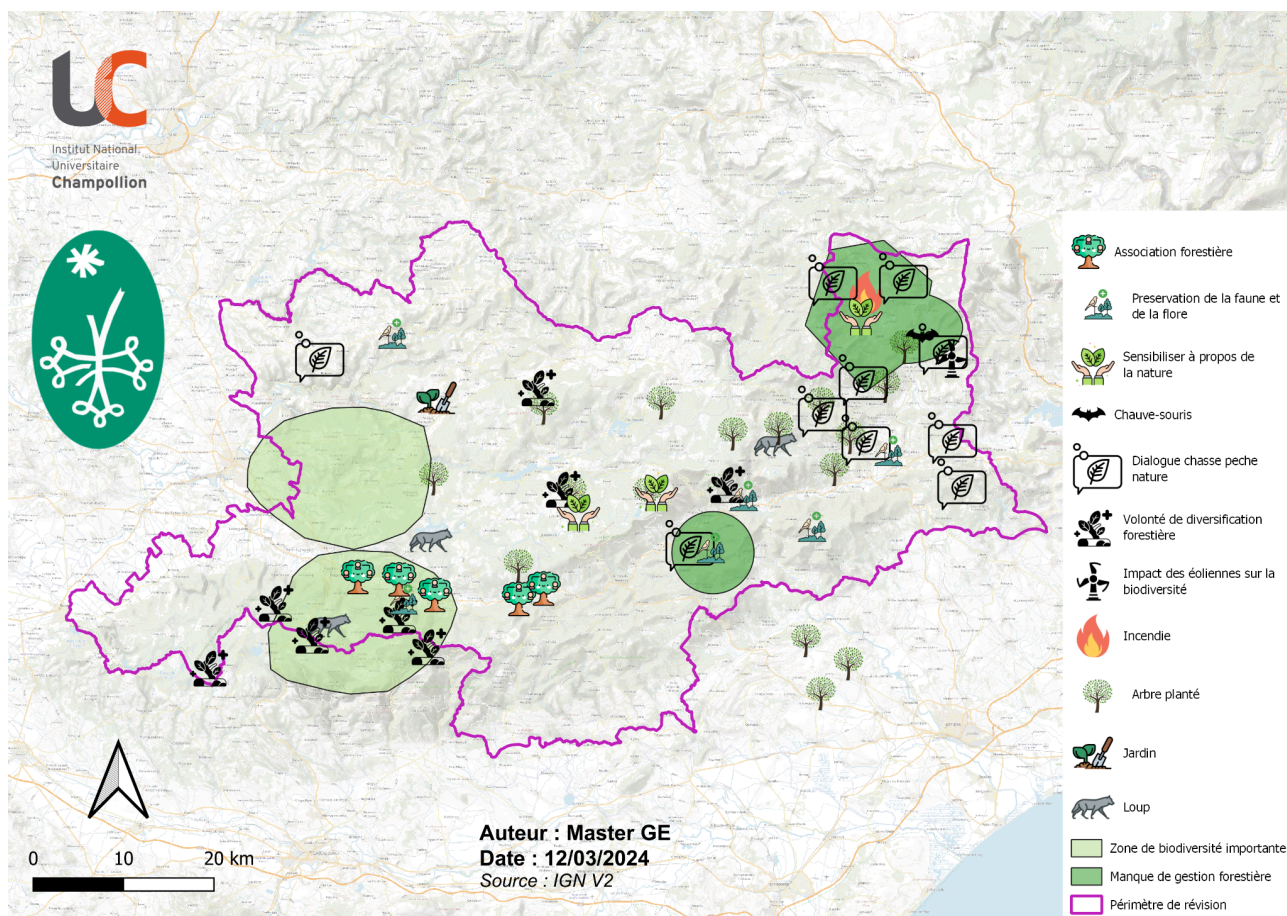 UC
Institut National
Universitaire
Champollion
Association forestière
Preservation de la faune et
de la flore
Sensibiliser à propos de
la nature
Chauve-souris
Dialogue chasse peche
nature
Volonté de diversification
forestière
Impact des éoliennes sur la
biodiversité
Incendie
Arbre planté
Jardin
Loup
Zone de biodiversité importante
Manque de gestion forestière
Périmètre de révision
Auteur : Master GE
Date : 12/03/2024
Source : IGN V2
0 10 20 km